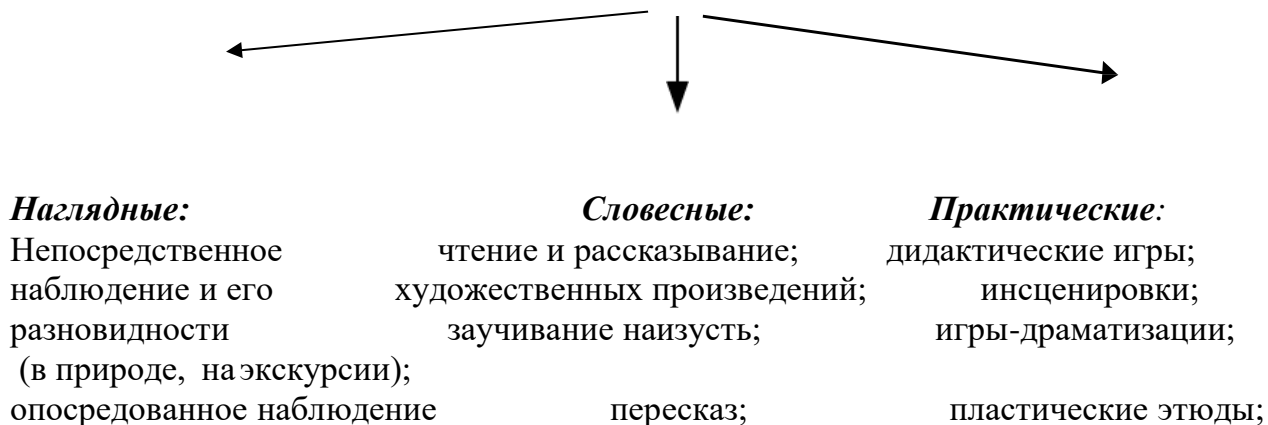 Наглядные: Словесные: Практические:
Непосредственное чтение и рассказывание; дидактические игры;
наблюдение и его художественных произведений; инсценировки;
разновидности заучивание наизусть; игры-драматизации;
(в природе, на экскурсии);
опосредованное наблюдение пересказ; пластические этюды;